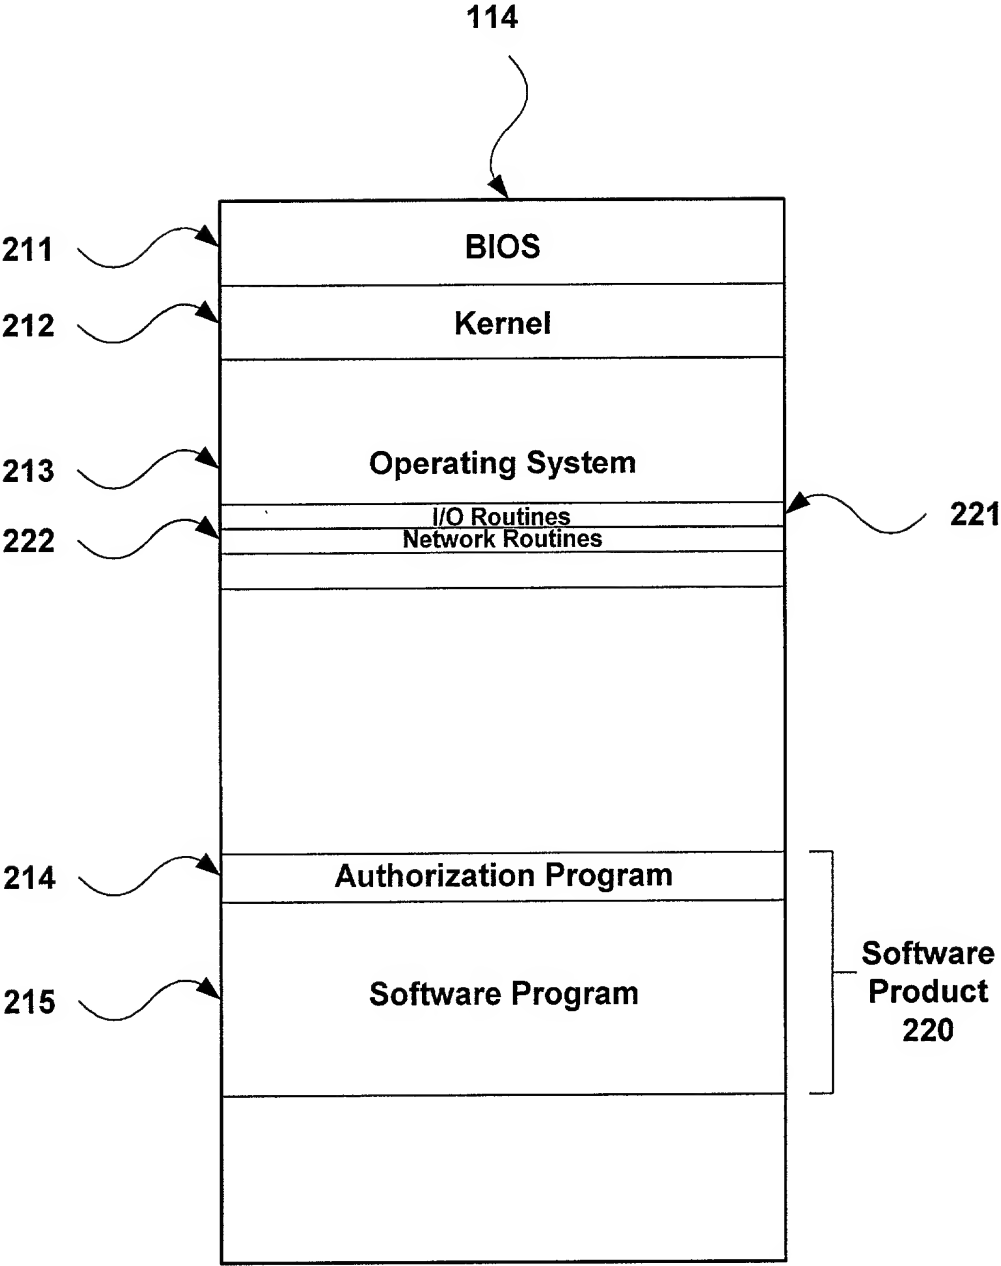 114
211
BIOS
212
Kernel
213
Operating System
I/O Routines
221
222
Network Routines
214
Authorization Program
215
Software Program
Software
Product
220